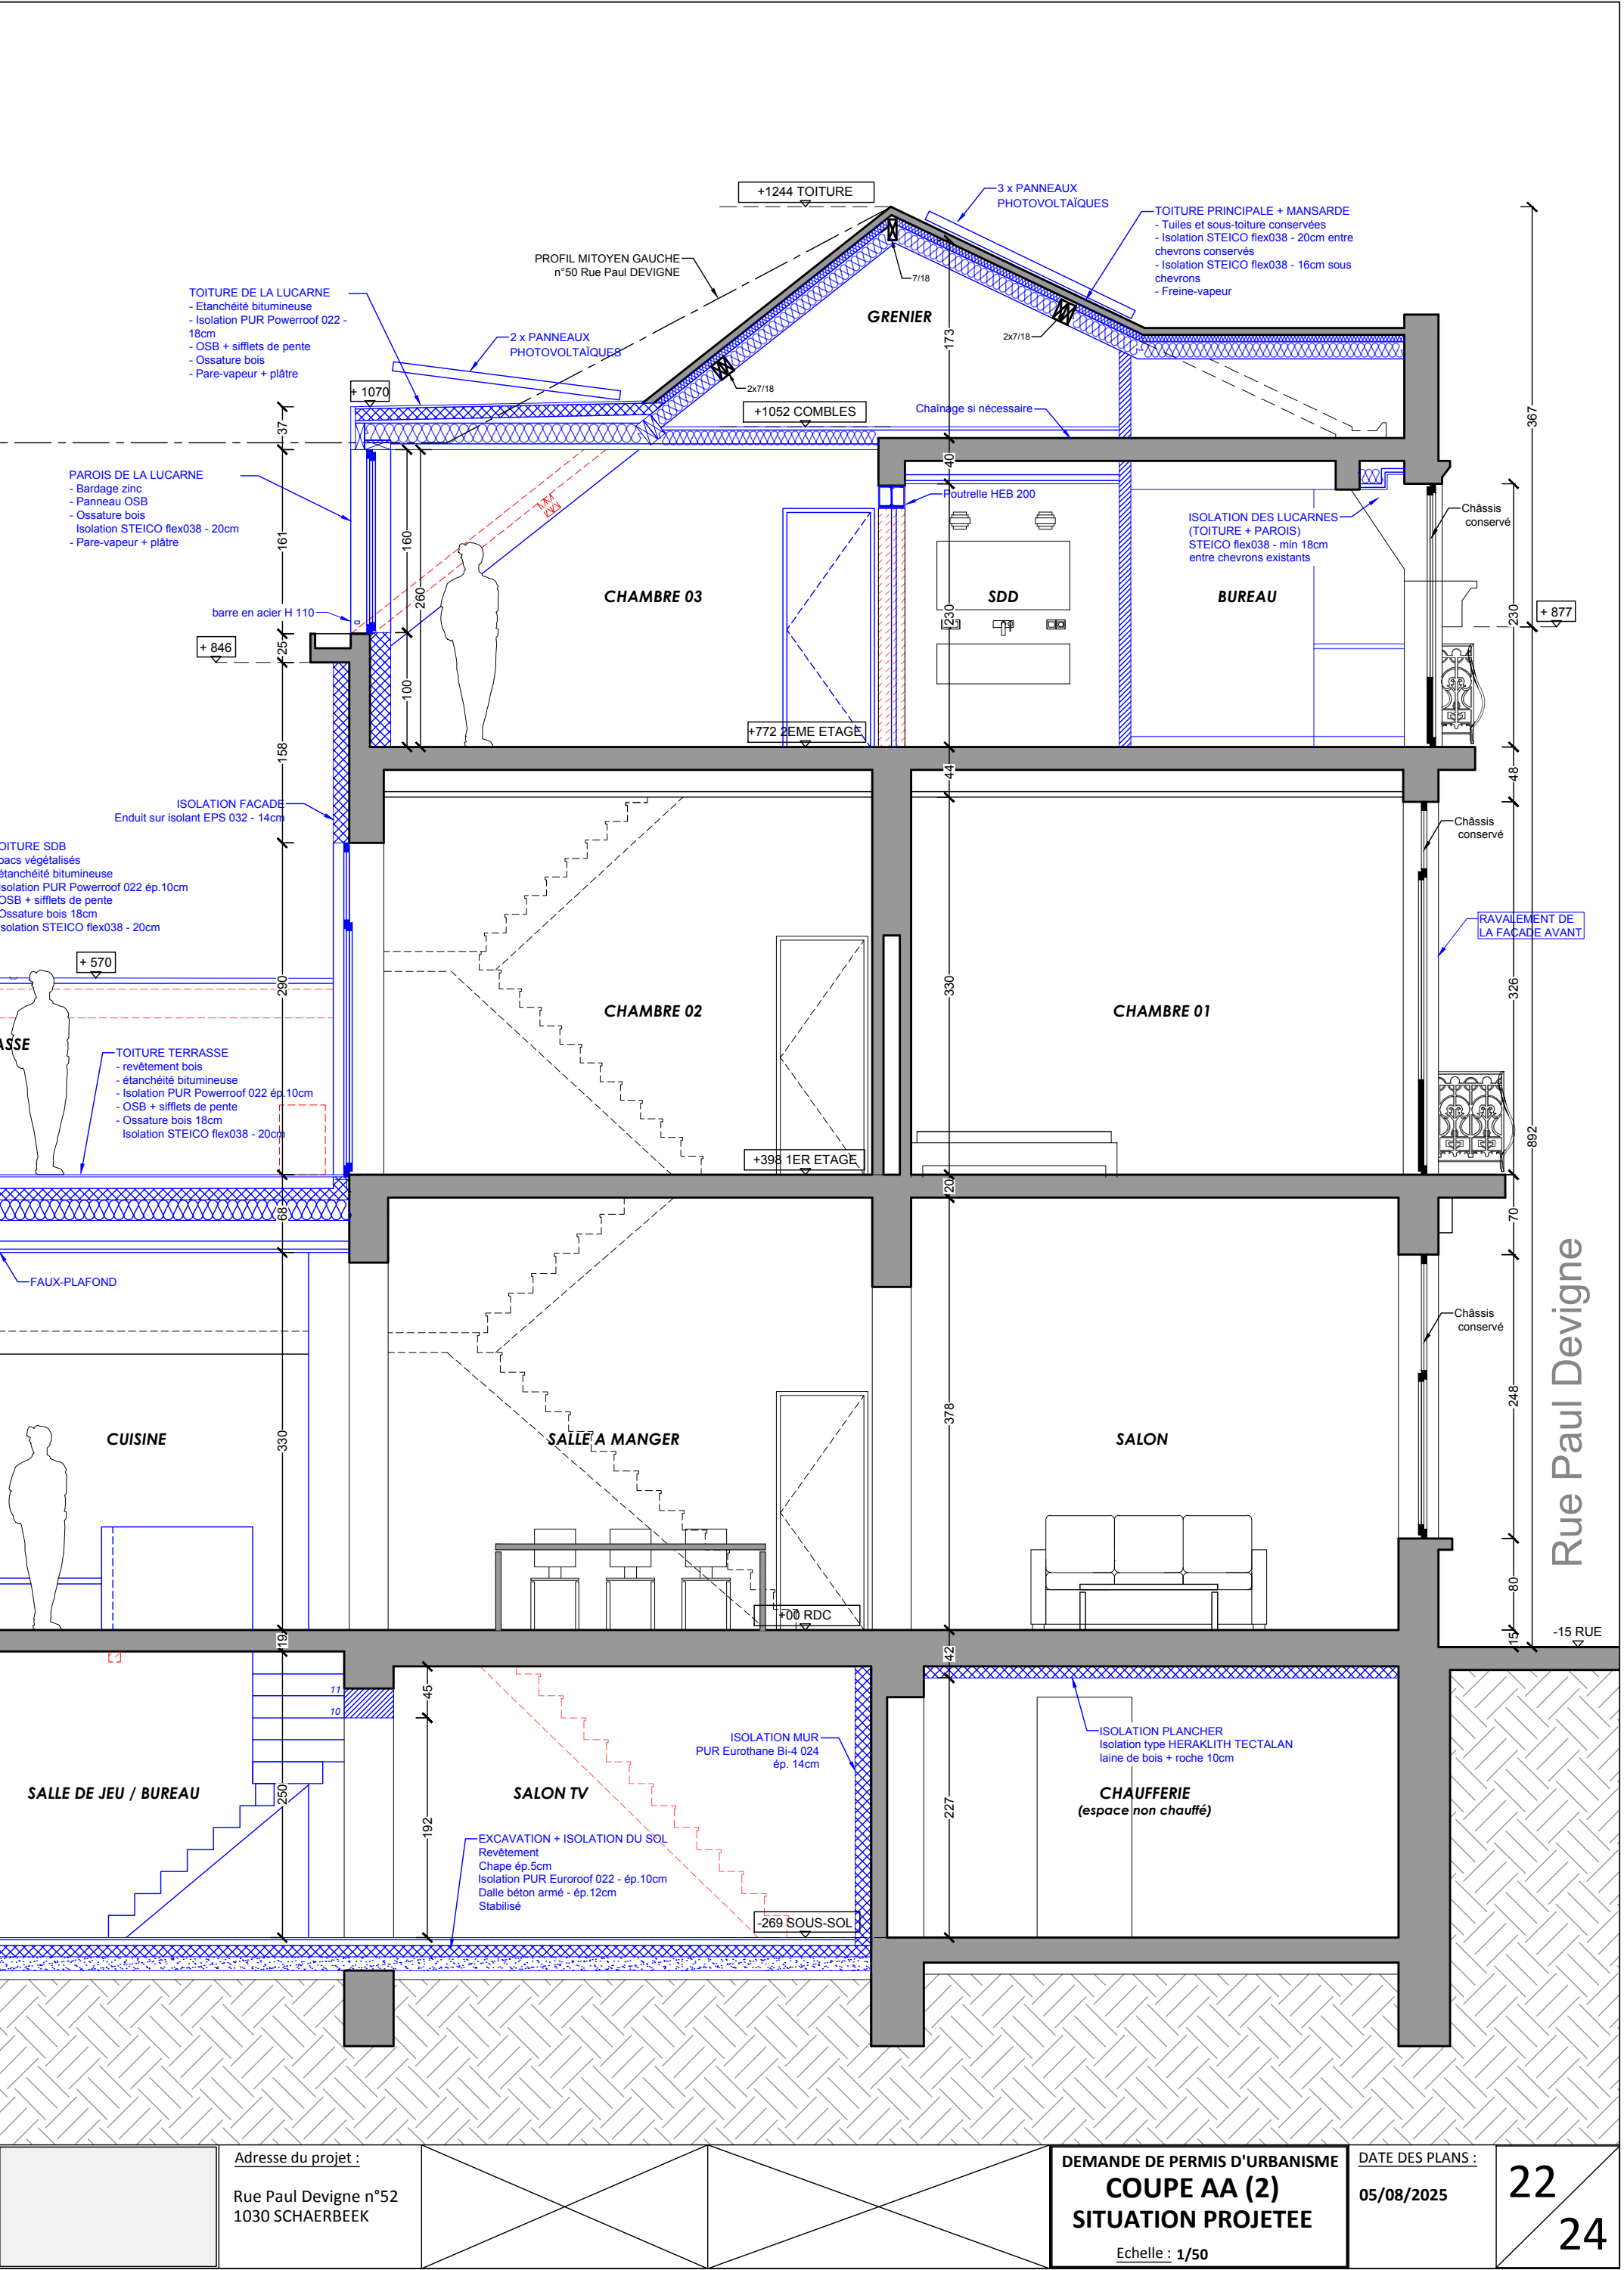 +1244 TOITURE
3 x PANNEAUX
PHOTOVOLTAÏQUES
TOITURE PRINCIPALE + MANSARDE
- Tuiles et sous-toiture conservées
- Isolation STEICO flex038 - 20cm entre
chevrons conservés
- Isolation STEICO flex038 - 16cm sous
chevrons
- Freine-vapeur
PROFIL MITOYEN GAUCHE
n°50 Rue Paul DEVIGNE
7/18
TOITURE DE LA LUCARNE
- Etanchéité bitumineuse
- Isolation PUR Powerroof 022 -
18cm
- OSB + sifflets de pente
- Ossature bois
- Pare-vapeur + plâtre
GRENIER
173
2x7/18
2 x PANNEAUX
PHOTOVOLTAÏQUES
2x7/18
+ 1070
+1052 COMBLES
Chaînage si nécessaire
367
37
40
PAROIS DE LA LUCARNE
- Bardage zinc
- Panneau OSB
- Ossature bois
Isolation STEICO flex038 - 20cm
- Pare-vapeur + plâtre
Poutrelle HEB 200
ISOLATION DES LUCARNES
(TOITURE + PAROIS)
STEICO flex038 - min 18cm
entre chevrons existants
Châssis
conservé
161
160
260
CHAMBRE 03
SDD
BUREAU
230
230
barre en acier H 110
+ 877
+ 846
25
100
+772 2EME ETAGE
158
44
48
ISOLATION FACADE
Enduit sur isolant EPS 032 - 14cm
Châssis
conservé
OITURE SDB
bacs végétalisés
étanchéité bitumineuse
Isolation PUR Powerroof 022 ép.10cm
OSB + sifflets de pente
Ossature bois 18cm
Isolation STEICO flex038 - 20cm
RAVALEMENT DE
LA FACADE AVANT
+ 570
290
330
326
CHAMBRE 02
CHAMBRE 01
ASSE
TOITURE TERRASSE
- revêtement bois
- étanchéité bitumineuse
- Isolation PUR Powerroof 022 ép.10cm
- OSB + sifflets de pente
- Ossature bois 18cm
Isolation STEICO flex038 - 20cm
892
+398 1ER ETAGE
20
68
70
FAUX-PLAFOND
Châssis
conservé
Rue Paul Devigne
248
378
330
CUISINE
SALLE A MANGER
SALON
80
+00 RDC
15
-15 RUE
19
42
11
10
45
ISOLATION MUR
PUR Eurothane Bi-4 024
ép. 14cm
ISOLATION PLANCHER
Isolation type HERAKLITH TECTALAN
laine de bois + roche 10cm
SALLE DE JEU / BUREAU
250
SALON TV
CHAUFFERIE
(espace non chauffé)
192
227
EXCAVATION + ISOLATION DU SOL
Revêtement
Chape ép.5cm
Isolation PUR Euroroof 022 - ép.10cm
Dalle béton armé - ép.12cm
Stabilisé
-269 SOUS-SOL
Adresse du projet :
Rue Paul Devigne n°52
1030 SCHAERBEEK
DEMANDE DE PERMIS D'URBANISME
COUPE AA (2)
SITUATION PROJETEE
Echelle : 1/50
DATE DES PLANS :
05/08/2025
22
24